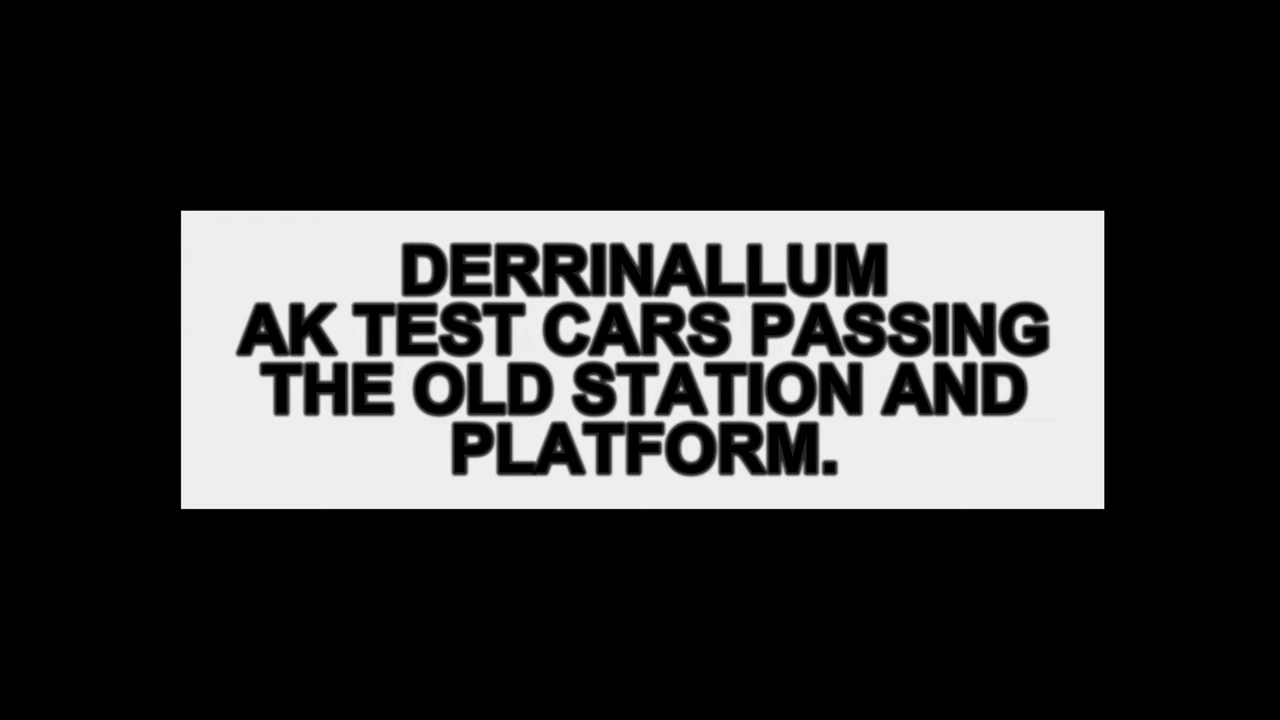 DERRINALLUM
AK TEST CARS PASSING
THE OLD STATION AND
PLATFORM.